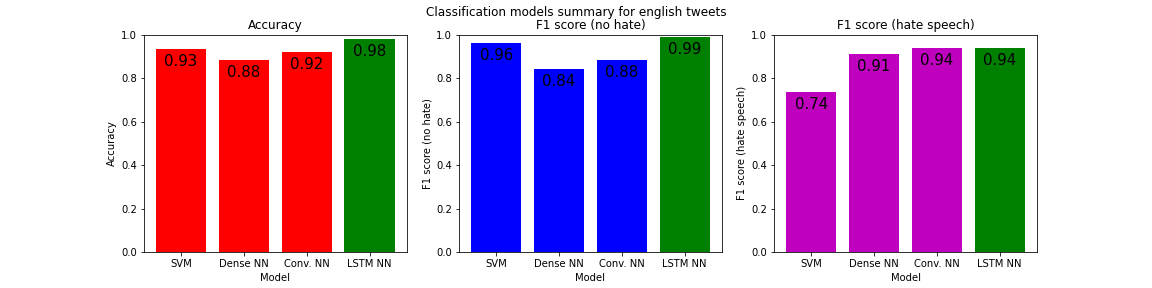 Classification models summary for english tweets
Accuracy
1.0
0.8
0.6
0.4
0.2
0.0
Accuracy
0.93
0.88
0.92
0.98
SVM Dense NN Conv. NN LSTM NN
Model
F1 score (no hate)
1.0
0.8
0.6
0.4
0.2
0.0
F1 score (no hate)
0.96
0.84
0.88
0.99
SVM Dense NN Conv. NN LSTM NN
Model
F1 score (hate speech)
1.0
0.8
0.6
0.4
0.2
0.0
F1 score (hate speech)
0.74
0.91
0.94
0.94
SVM Dense NN Conv. NN LSTM NN
Model